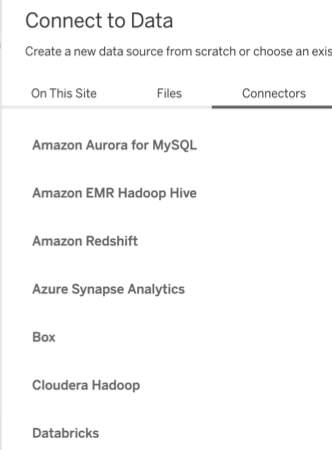 Connect to Data
Create a new data source from scratch or choose an exis
On This Site Files Connectors
Amazon Aurora for MySQL
Amazon EMR Hadoop Hive
Amazon Redshift
Azure Synapse Analytics
Box
Cloudera Hadoop
Databricks